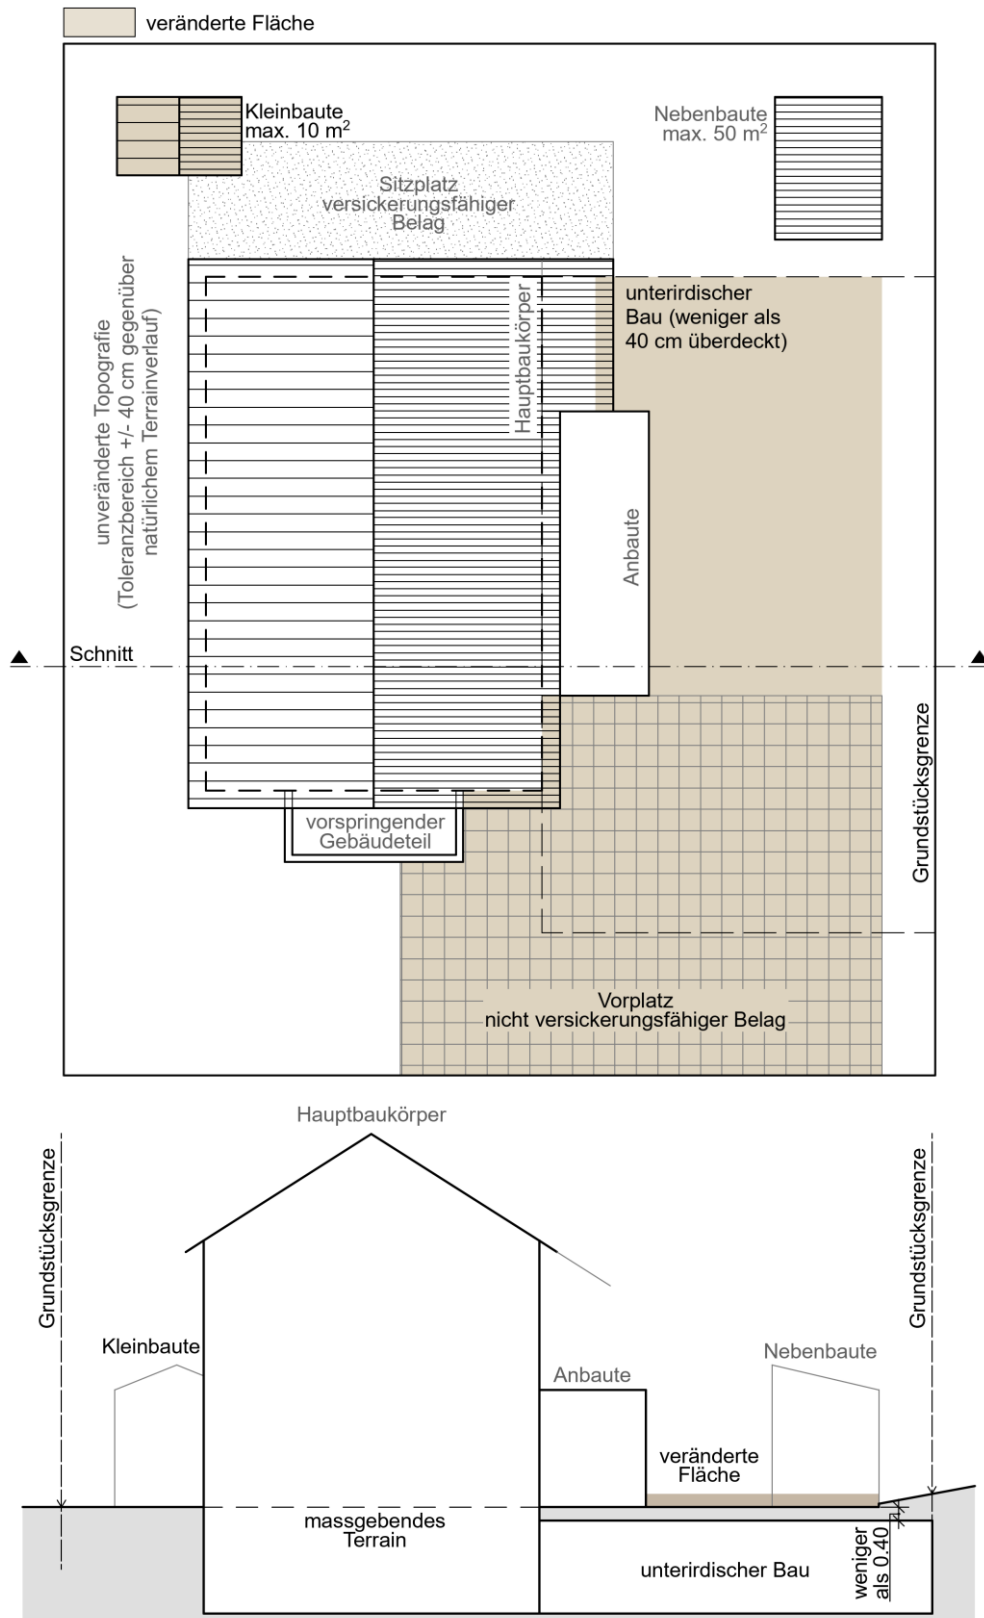 veränderte Fläche
Kleinbaute
max. 10 m²
Nebenbaute
max. 50 m²
Sitzplatz
versickerungsfähiger
Belag
unveränderte Topografie
(Toleranzbereich +/- 40 cm gegenüber
natürlichem Terrainverlauf)
Hauptbaukörper
unterirdischer
Bau (weniger als
40 cm überdeckt)
Anbaute
Schnitt
Grundstücksgrenze
vorspringender
Gebäudeteil
Vorplatz
nicht versickerungsfähiger Belag
Hauptbaukörper
Grundstücksgrenze
Grundstücksgrenze
Kleinbaute
Anbaute
Nebenbaute
veränderte
Fläche
massgebendes
Terrain
unterirdischer Bau
weniger
als 0.40